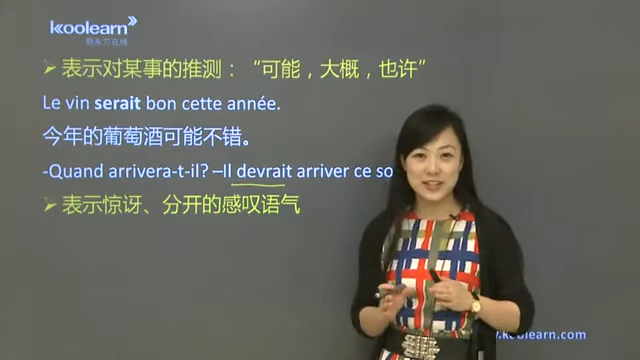 koolearn
新东方在线
➤ 表示对某事的推测：“可能，大概，也许”
Le vin serait bon cette année.
今年的葡萄酒可能不错。
-Quand arrivera-t-il? –Il devrait arriver ce so
➤ 表示惊讶、分开的感叹语气
.koolearn.com